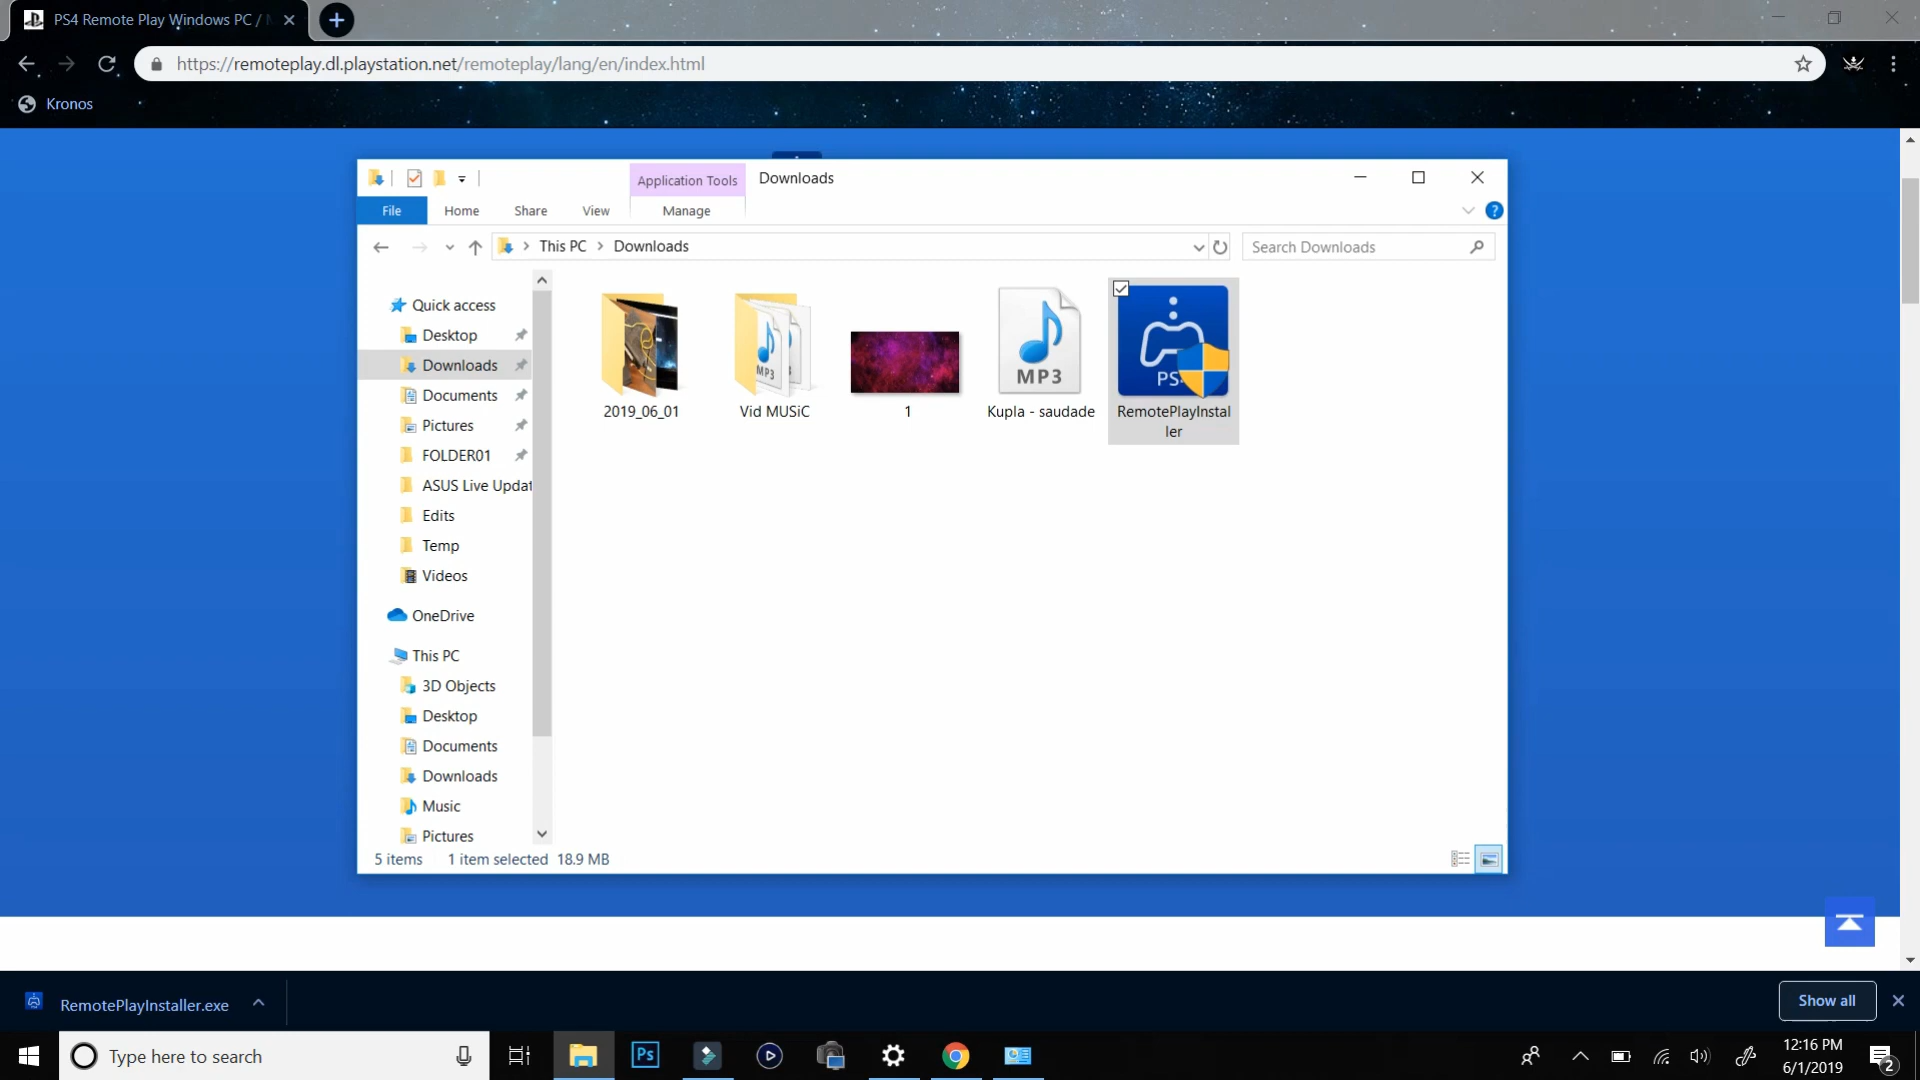 PS4 Remote Play Windows PC /
https://remoteplay.dl.playstation.net/remoteplay/lang/en/index.html
Kronos
Application Tools
Downloads
File
Home
Share
View
Manage
This PC
Downloads
Search Downloads
Quick access
Desktop
Downloads
Documents
Pictures
FOLDER01
ASUS Live Updat
Edits
Temp
Videos
OneDrive
This PC
3D Objects
Desktop
Documents
Downloads
Music
Pictures
2019_06_01
MP3
Vid MUSiC
1
MP3
Kupla - saudade
PS
RemotePlayInstal
ler
5 items
1 item selected 18.9 MB
RemotePlayInstaller.exe
Show all
Type here to search
Ps
12:16 PM
6/1/2019
2